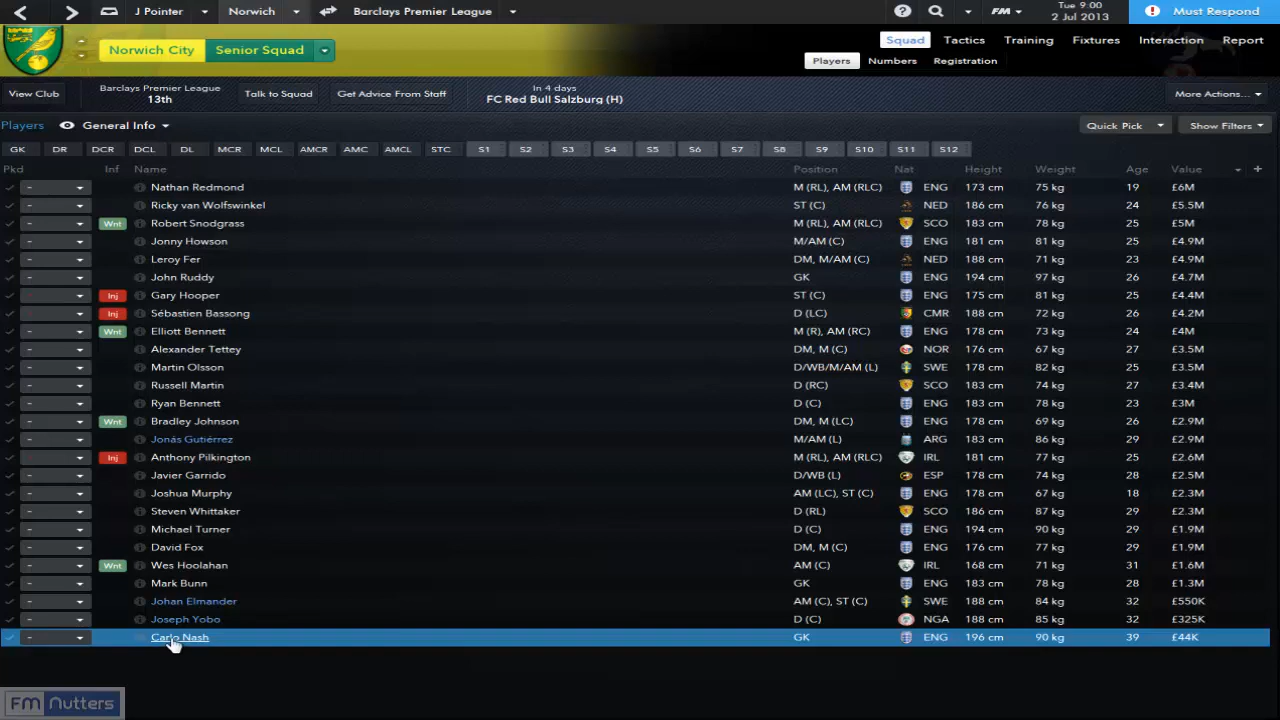 J Pointer Norwich Barclays Premier League FM Tue 9:00 2 Jul 2013 Must Respond
Norwich City Senior Squad Squad Tactics Training Fixtures Interaction Report
Players Numbers Registration
View Club Barclays Premier League 13th Talk to Squad Get Advice From Staff In 4 days FC Red Bull Salzburg (H) More Actions...
Players General Info Quick Pick Show Filters
GK DR DCR DCL DL MCR MCL AMCR AMC AMCL STC S1 S2 S3 S4 S5 S6 S7 S8 S9 S10 S11 S12
Pkd Inf Name Position Nat Height Weight Age Value +
- Nathan Redmond M (RL), AM (RLC) ENG 173 cm 75 kg 19 £6M
- Ricky van Wolfswinkel ST (C) NED 186 cm 76 kg 24 £5.5M
- Wnt Robert Snodgrass M (RL), AM (RLC) SCO 183 cm 78 kg 25 £5M
- Jonny Howson M/AM (C) ENG 181 cm 81 kg 25 £4.9M
- Leroy Fer DM, M/AM (C) NED 188 cm 71 kg 23 £4.9M
- John Ruddy GK ENG 194 cm 97 kg 26 £4.7M
- Inj Gary Hooper ST (C) ENG 175 cm 81 kg 25 £4.4M
- Inj Sébastien Bassong D (LC) CMR 188 cm 72 kg 26 £4.2M
- Wnt Elliott Bennett M (R), AM (RC) ENG 178 cm 73 kg 24 £4M
- Alexander Tettey DM, M (C) NOR 176 cm 67 kg 27 £3.5M
- Martin Olsson D/WB/M/AM (L) SWE 178 cm 82 kg 25 £3.5M
- Russell Martin D (RC) SCO 183 cm 74 kg 27 £3.4M
- Ryan Bennett D (C) ENG 183 cm 78 kg 23 £3M
- Wnt Bradley Johnson DM, M (LC) ENG 178 cm 69 kg 26 £2.9M
- Jonás Gutiérrez M/AM (L) ARG 183 cm 86 kg 29 £2.9M
- Inj Anthony Pilkington M (RL), AM (RLC) IRL 181 cm 77 kg 25 £2.6M
- Javier Garrido D/WB (L) ESP 178 cm 74 kg 28 £2.5M
- Joshua Murphy AM (LC), ST (C) ENG 178 cm 67 kg 18 £2.3M
- Steven Whittaker D (RL) SCO 186 cm 87 kg 29 £2.3M
- Michael Turner D (C) ENG 194 cm 90 kg 29 £1.9M
- David Fox DM, M (C) ENG 176 cm 77 kg 29 £1.9M
- Wnt Wes Hoolahan AM (C) IRL 168 cm 71 kg 31 £1.6M
- Mark Bunn GK ENG 183 cm 78 kg 28 £1.3M
- Johan Elmander AM (C), ST (C) SWE 188 cm 84 kg 32 £550K
- Joseph Yobo D (C) NGA 188 cm 85 kg 32 £325K
- Carlo Nash GK ENG 196 cm 90 kg 39 £44K
FM Nutters